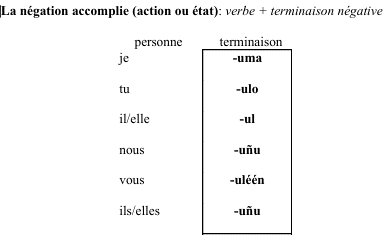 La négation accomplie (action ou état): verbe + terminaison négative
personne terminaison
je -uma
tu -ulo
il/elle -ul
nous -uñu
vous -uléén
ils/elles -uñu